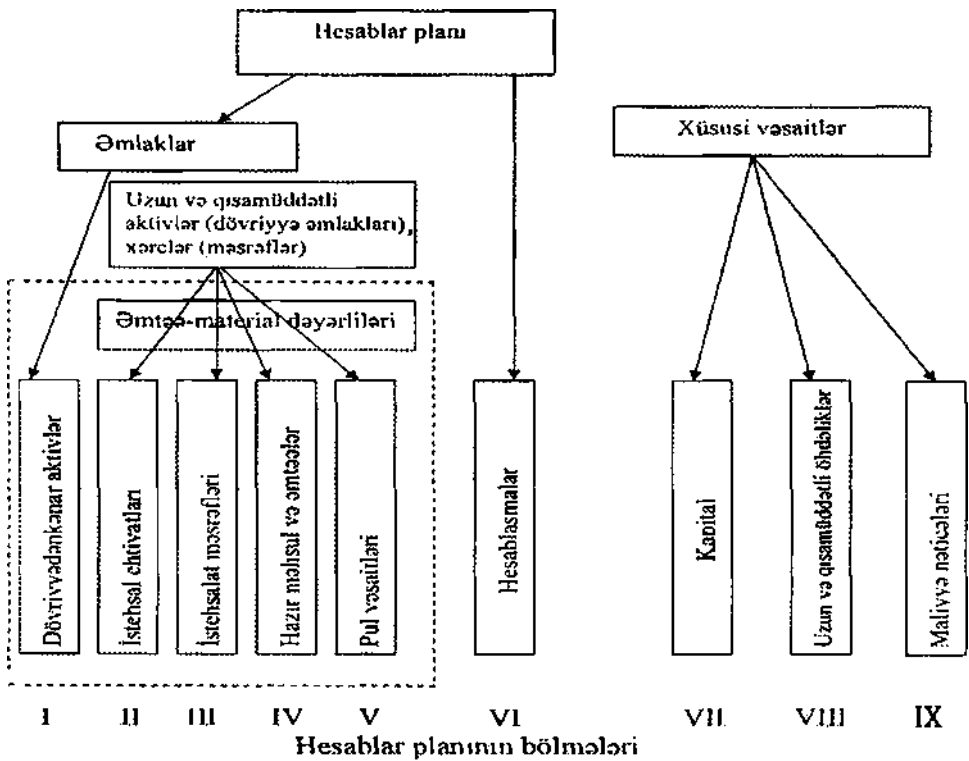 Hesablar planı
Əmlaklar
Xüsusi vəsaitlər
Uzun və qısamüddətli
aktivlər (dövriyyə əmlakları),
xərclər (məsrəflər)
Əmtəə-material dəyərliləri
Dövriyyədənkənar aktivlər
İstehsal ehtiyatları
İstehsalat məsrəfləri
Hazır məhsul və əmtəələr
Pul vəsaitləri
Hesablaşmalar
Kapital
Uzun və qısamüddətli öhdəliklər
Maliyyə nəticələri
I II III IV V VI VII VIII IX
Hesablar planının bölmələri